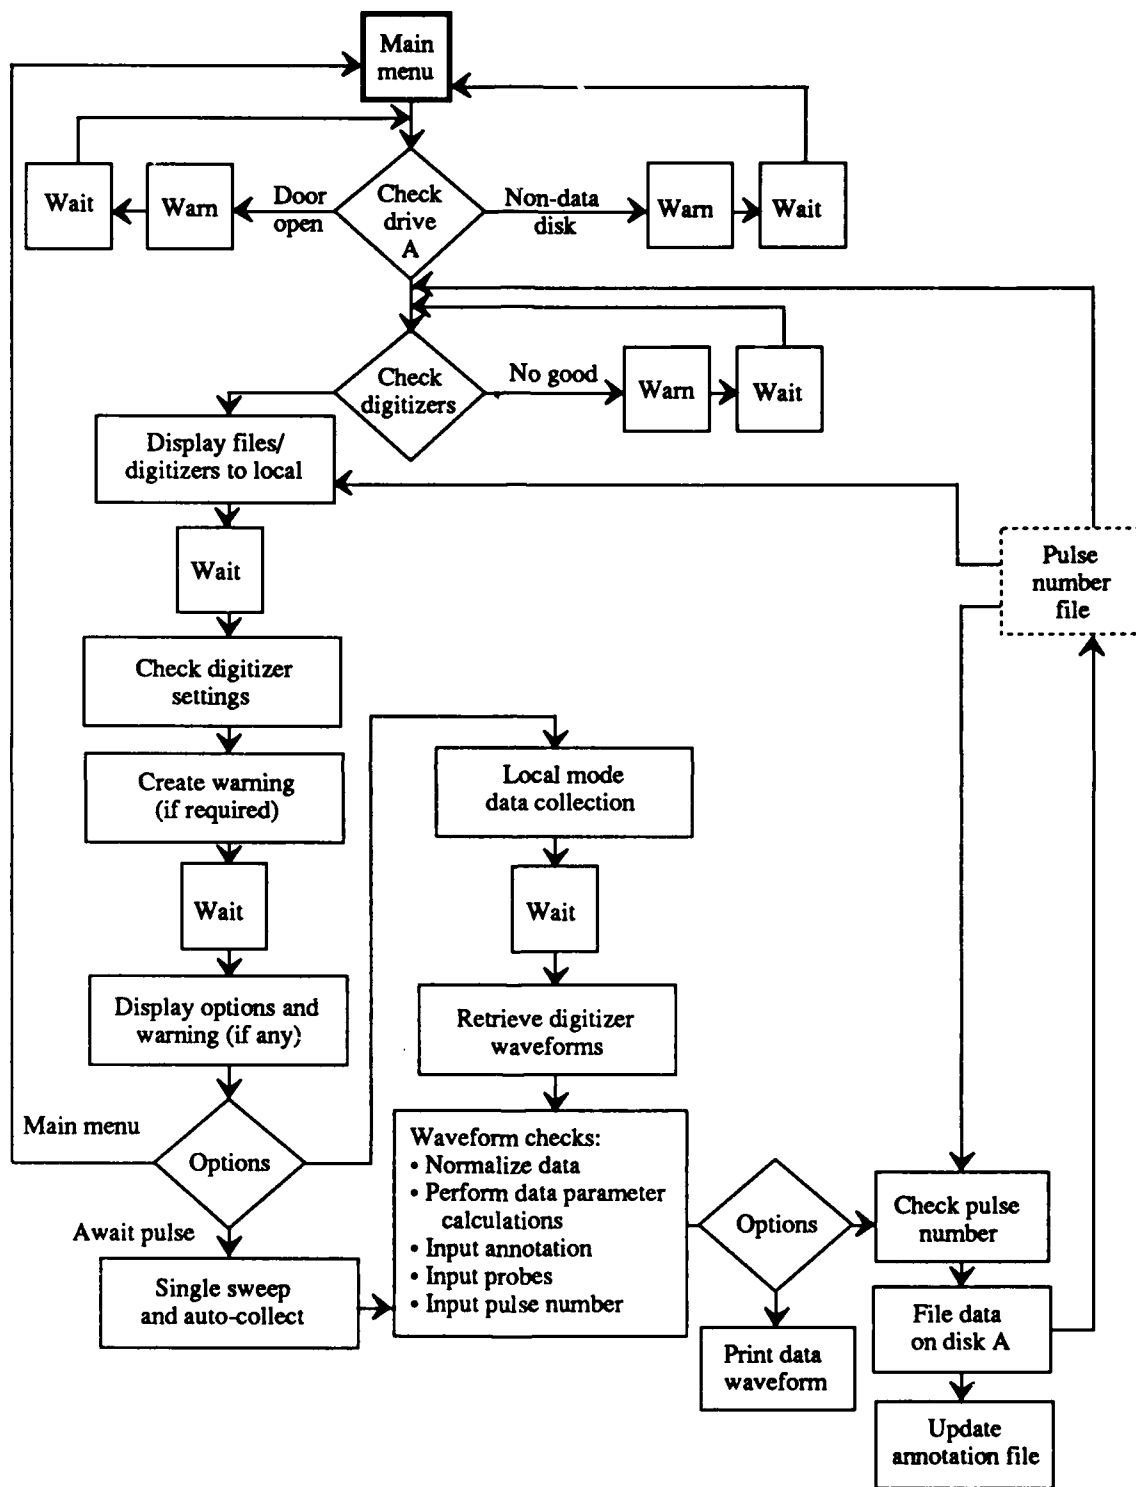 Main
menu
Wait
Warn
Door
open
Check
drive
A
Non-data
disk
Warn
Wait
Check
digitizers
No good
Warn
Wait
Display files/
digitizers to local
Wait
Pulse
number
file
Check digitizer
settings
Create warning
(if required)
Local mode
data collection
Wait
Wait
Display options and
warning (if any)
Retrieve digitizer
waveforms
Main menu
Options
Await pulse
Single sweep
and auto-collect
Waveform checks:
• Normalize data
• Perform data parameter
calculations
• Input annotation
• Input probes
• Input pulse number
Options
Check pulse
number
Print data
waveform
File data
on disk A
Update
annotation file